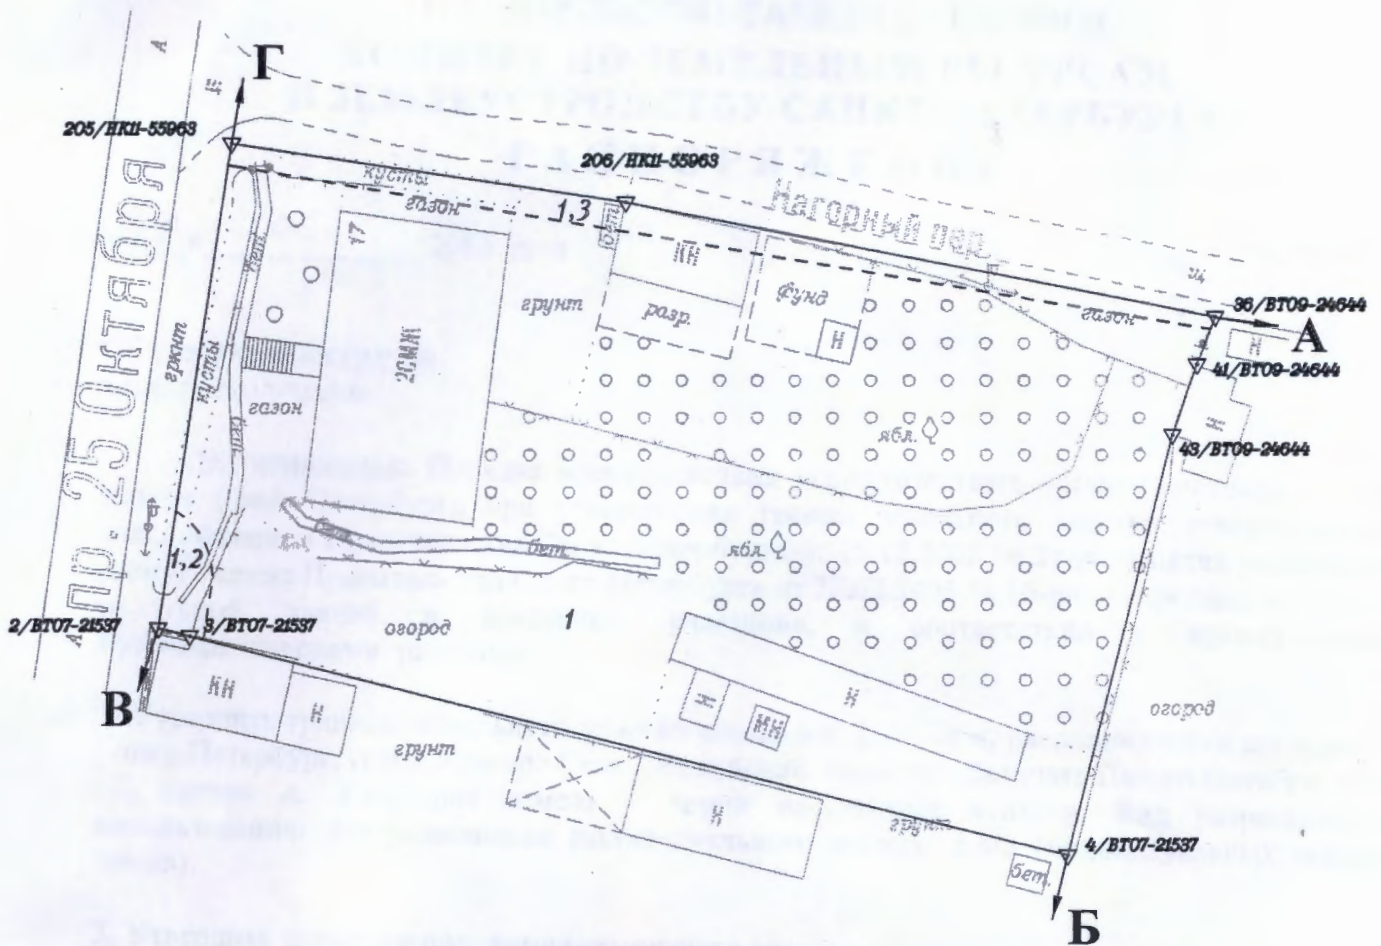 Г
А
Щ
205/НК11-55963
206/НК11-55963
кусты
газон
1,3
Нагорный пер.
бет.
17
КН
щ
36/ВТ09-24644
А
Н
бет.
пр 25 Октября
грунт
разр.
фунд
Н
газон
41/ВТ09-24644
2СМЖ
кусты
газон
ябл.
Н
43/ВТ09-24644
бет.
ябл.
1,2
2/ВТ07-21537
3/ВТ07-21537
огород
1
А
В
КН
Н
Н
Н
МН
огород
грунт
Н
грунт
4/ВТ07-21537
бет.
Б